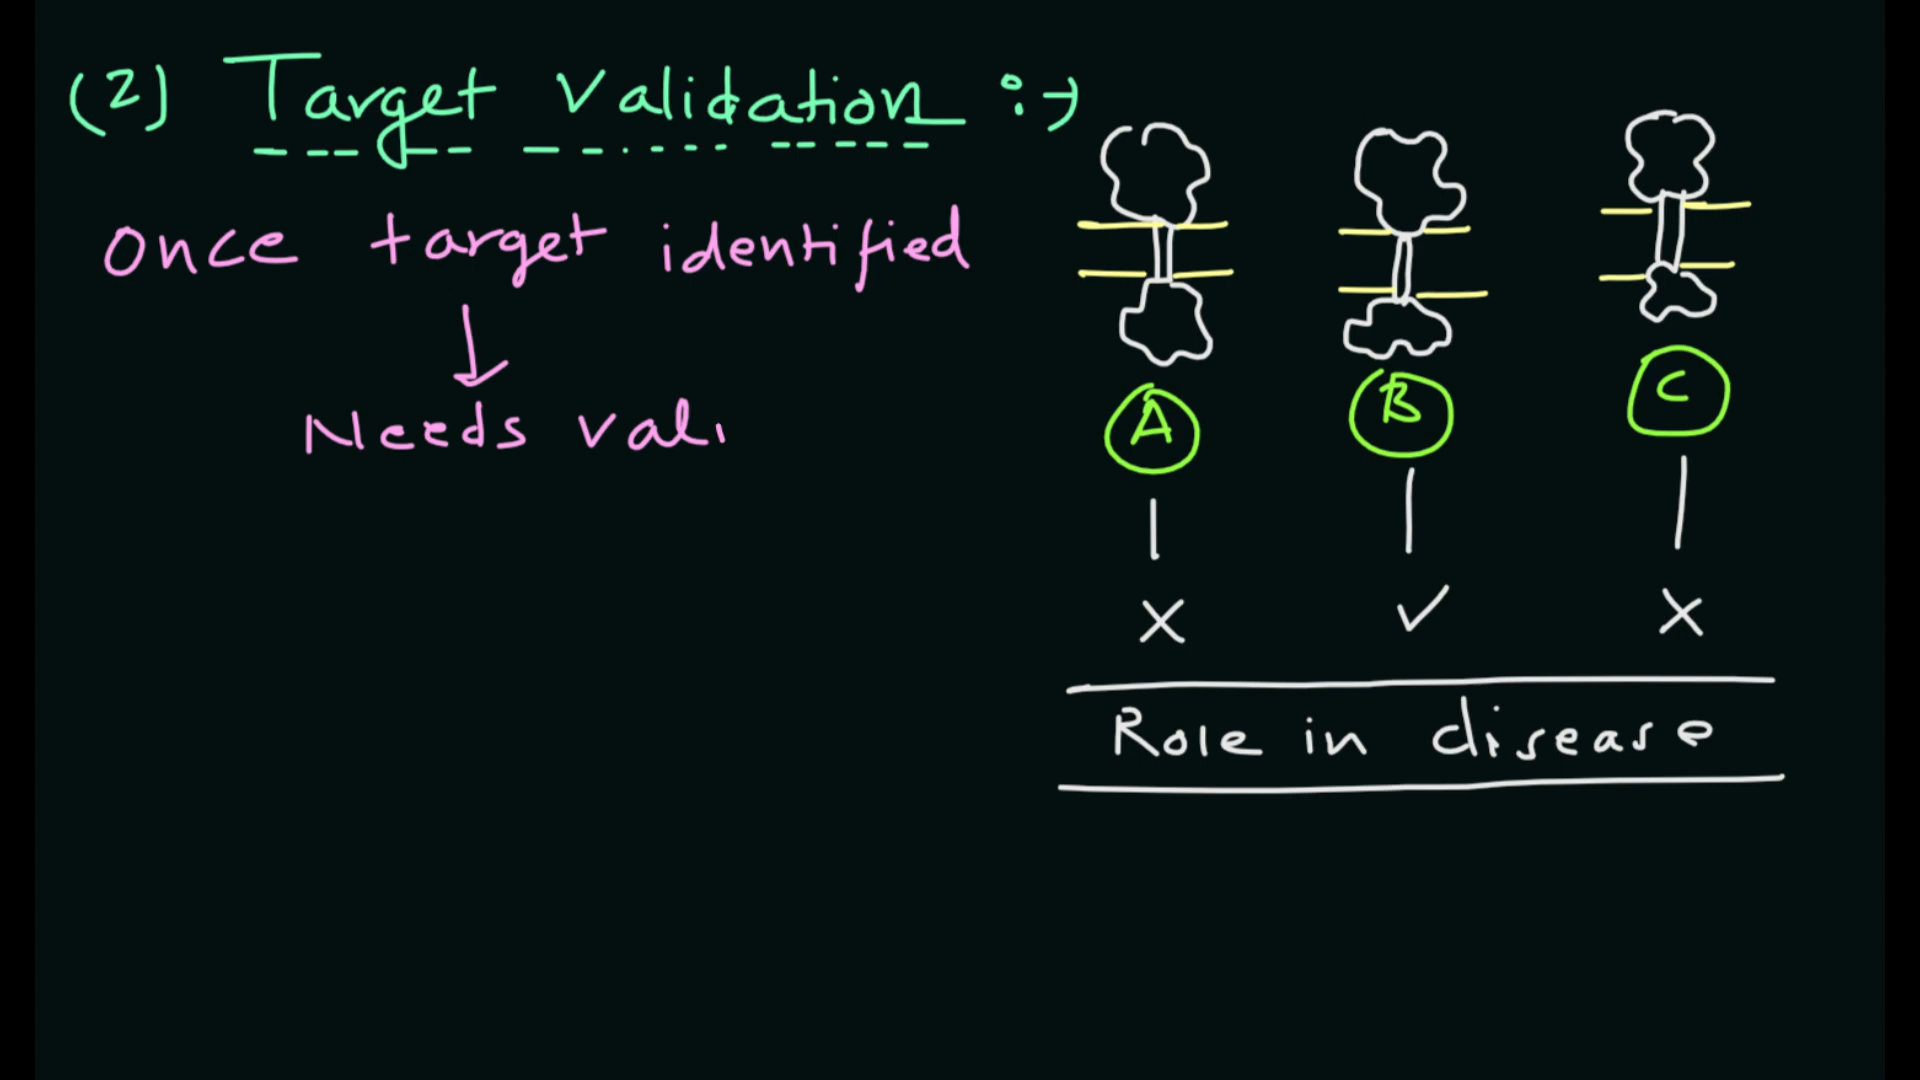 (2) Target Validation :→
once target identified
↓
Needs vali
A B C
X ✓ X
Role in disease